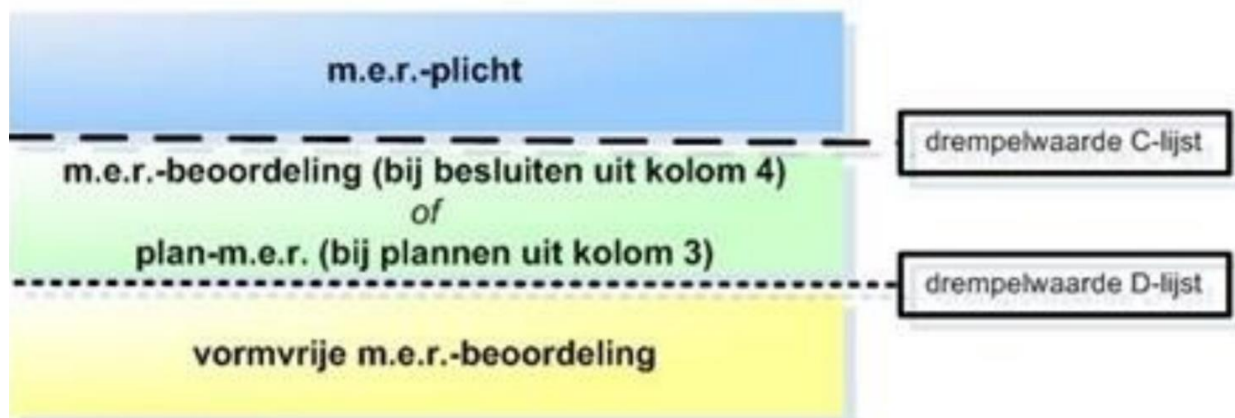 m.e.r.-plicht
drempelwaarde C-lijst
m.e.r.-beoordeling (bij besluiten uit kolom 4)
of
plan-m.e.r. (bij plannen uit kolom 3)
drempelwaarde D-lijst
vormvrije m.e.r.-beoordeling